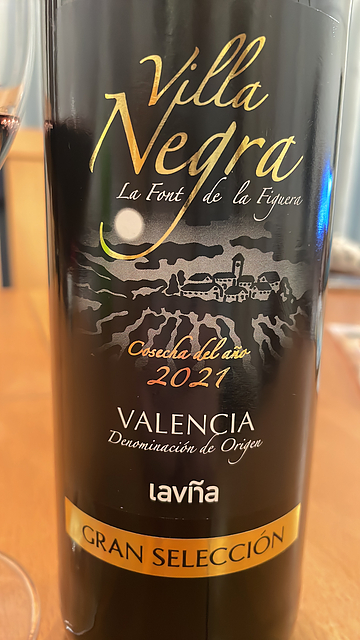 Villa
Negra
La Font de la Figuera
Cosecha del año
2021
VALENCIA
Denominación de Origen
laviña
GRAN SELECCIÓN